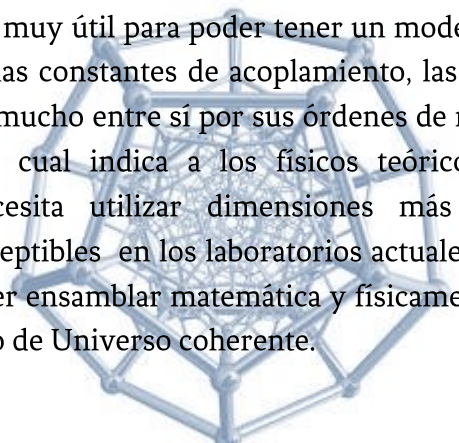 muy útil para poder tener un mode
las constantes de acoplamiento, las
mucho entre sí por sus órdenes de
cual indica a los físicos teóric
cesita utilizar dimensiones más
eptibles en los laboratorios actuale
er ensamblar matemática y físicame
o de Universo coherente.